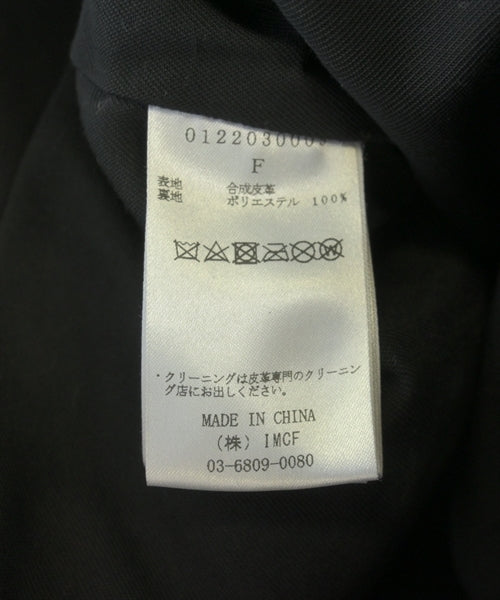 012203000
F
表地 合成皮革
裏地 ポリエステル 100%
・クリーニングは皮革専門のクリーニン
グ店にお出しください。
MADE IN CHINA
(株) IMCF
03-6809-0080